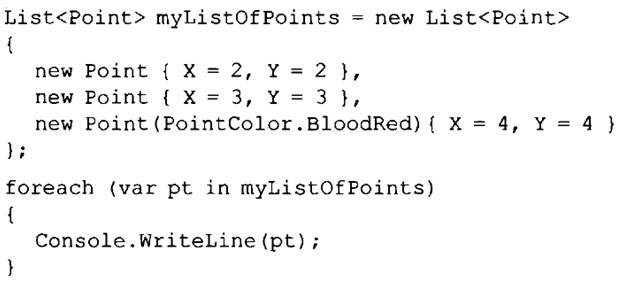 List<Point> myListOfPoints = new List<Point>
{
  new Point { X = 2, Y = 2 },
  new Point { X = 3, Y = 3 },
  new Point(PointColor.BloodRed){ X = 4, Y = 4 }
};
foreach (var pt in myListOfPoints)
{
  Console.WriteLine(pt);
}